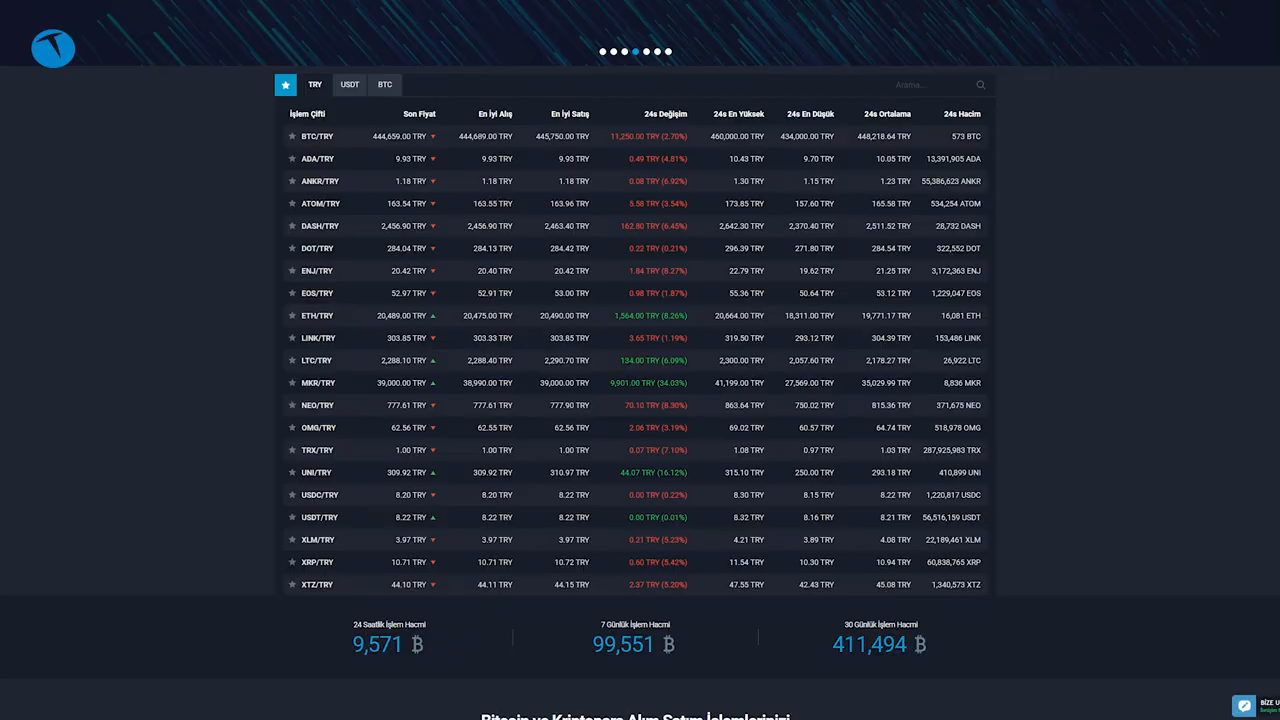 TRY USDT BTC Arama...
İşlem Çifti Son Fiyat En İyi Alış En İyi Satış 24s Değişim 24s En Yüksek 24s En Düşük 24s Ortalama 24s Hacim
BTC/TRY 444,659.00 TRY 444,689.00 TRY 445,750.00 TRY 11,250.00 TRY (2.70%) 460,000.00 TRY 434,000.00 TRY 448,218.64 TRY 573 BTC
ADA/TRY 9.93 TRY 9.93 TRY 9.93 TRY 0.49 TRY (4.81%) 10.43 TRY 9.70 TRY 10.05 TRY 13,391,905 ADA
ANKR/TRY 1.18 TRY 1.18 TRY 1.18 TRY 0.08 TRY (6.92%) 1.30 TRY 1.15 TRY 1.23 TRY 55,386,623 ANKR
ATOM/TRY 163.54 TRY 163.55 TRY 163.96 TRY 5.58 TRY (3.54%) 173.85 TRY 157.60 TRY 165.58 TRY 534,254 ATOM
DASH/TRY 2,456.90 TRY 2,456.90 TRY 2,463.40 TRY 162.80 TRY (6.45%) 2,642.30 TRY 2,370.40 TRY 2,511.52 TRY 28,732 DASH
DOT/TRY 284.04 TRY 284.13 TRY 284.42 TRY 0.22 TRY (0.21%) 296.39 TRY 271.80 TRY 284.54 TRY 322,552 DOT
ENJ/TRY 20.42 TRY 20.40 TRY 20.42 TRY 1.84 TRY (8.27%) 22.79 TRY 19.62 TRY 21.25 TRY 3,172,363 ENJ
EOS/TRY 52.97 TRY 52.91 TRY 53.00 TRY 0.98 TRY (1.87%) 55.36 TRY 50.64 TRY 53.12 TRY 1,229,047 EOS
ETH/TRY 20,489.00 TRY 20,475.00 TRY 20,490.00 TRY 1,564.00 TRY (8.26%) 20,664.00 TRY 18,311.00 TRY 19,771.17 TRY 16,081 ETH
LINK/TRY 303.85 TRY 303.33 TRY 303.85 TRY 3.65 TRY (1.19%) 319.50 TRY 293.12 TRY 304.39 TRY 153,486 LINK
LTC/TRY 2,288.10 TRY 2,288.40 TRY 2,290.70 TRY 134.00 TRY (6.09%) 2,300.00 TRY 2,057.60 TRY 2,178.27 TRY 26,922 LTC
MKR/TRY 39,000.00 TRY 38,990.00 TRY 39,000.00 TRY 9,901.00 TRY (34.03%) 41,199.00 TRY 27,569.00 TRY 35,029.99 TRY 8,836 MKR
NEO/TRY 777.61 TRY 777.61 TRY 777.90 TRY 70.10 TRY (8.30%) 863.64 TRY 750.02 TRY 815.36 TRY 371,675 NEO
OMG/TRY 62.56 TRY 62.55 TRY 62.56 TRY 2.06 TRY (3.19%) 69.02 TRY 60.57 TRY 64.74 TRY 518,978 OMG
TRX/TRY 1.00 TRY 1.00 TRY 1.00 TRY 0.07 TRY (7.10%) 1.08 TRY 0.97 TRY 1.03 TRY 287,925,983 TRX
UNI/TRY 309.92 TRY 309.92 TRY 310.97 TRY 44.07 TRY (16.12%) 315.10 TRY 250.00 TRY 293.18 TRY 410,899 UNI
USDC/TRY 8.20 TRY 8.20 TRY 8.22 TRY 0.00 TRY (0.22%) 8.30 TRY 8.15 TRY 8.22 TRY 1,220,817 USDC
USDT/TRY 8.22 TRY 8.22 TRY 8.22 TRY 0.00 TRY (0.01%) 8.32 TRY 8.16 TRY 8.21 TRY 56,516,159 USDT
XLM/TRY 3.97 TRY 3.97 TRY 3.97 TRY 0.21 TRY (5.23%) 4.21 TRY 3.89 TRY 4.08 TRY 22,189,461 XLM
XRP/TRY 10.71 TRY 10.71 TRY 10.72 TRY 0.60 TRY (5.42%) 11.54 TRY 10.30 TRY 10.94 TRY 60,838,765 XRP
XTZ/TRY 44.10 TRY 44.11 TRY 44.15 TRY 2.37 TRY (5.20%) 47.55 TRY 42.43 TRY 45.08 TRY 1,340,573 XTZ
24 Saatlik İşlem Hacmi 7 Günlük İşlem Hacmi 30 Günlük İşlem Hacmi
9,571 ₿ 99,551 ₿ 411,494 ₿
BİZE U
Bitcoin ve Kriptopara Alım Satım İşlemlerinizi